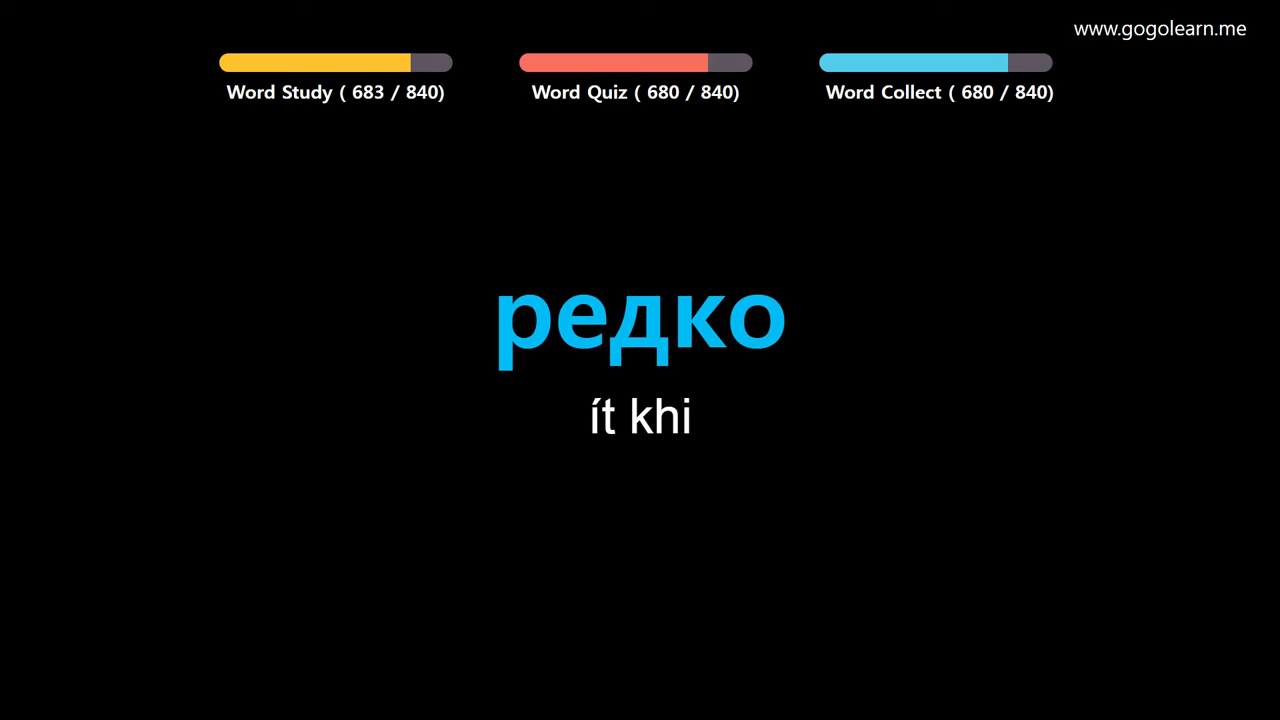 www.gogolearn.me
Word Study ( 683 / 840)
Word Quiz ( 680 / 840)
Word Collect ( 680 / 840)
редко
ít khi